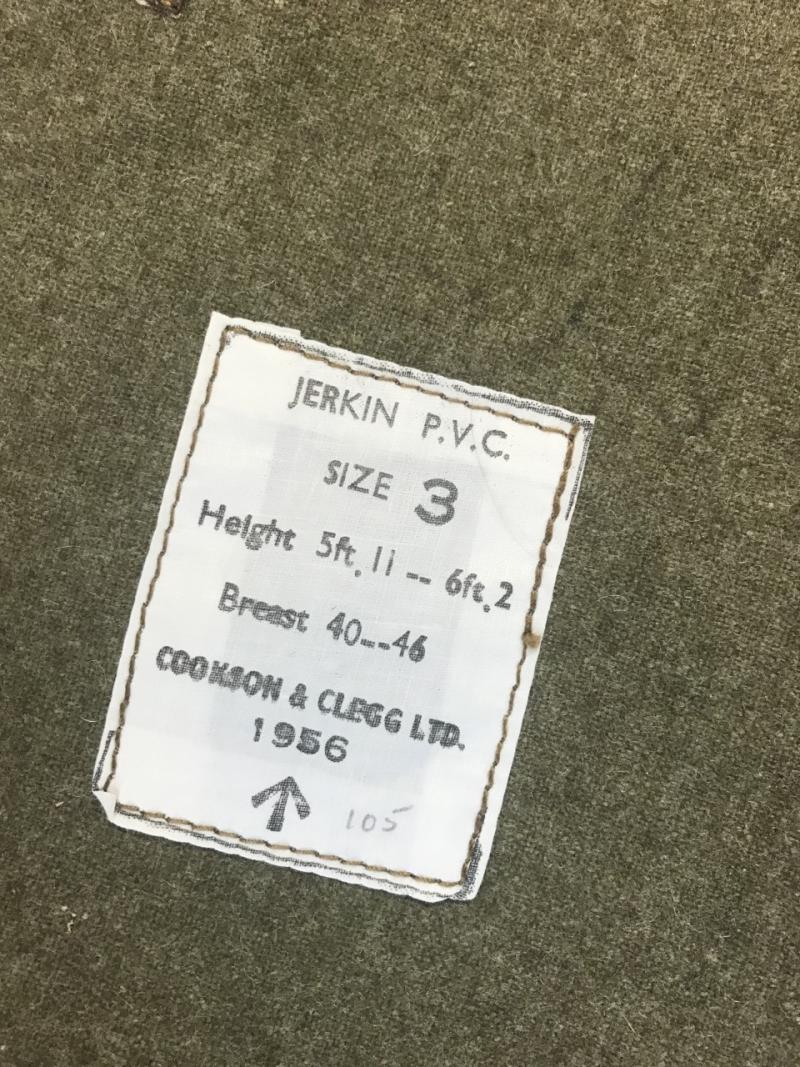 JERKIN P.V.C.
SIZE 3
Height 5ft.11 -- 6ft.2
Breast 40--46
COOKSON & CLEGG LTD.
1956
105